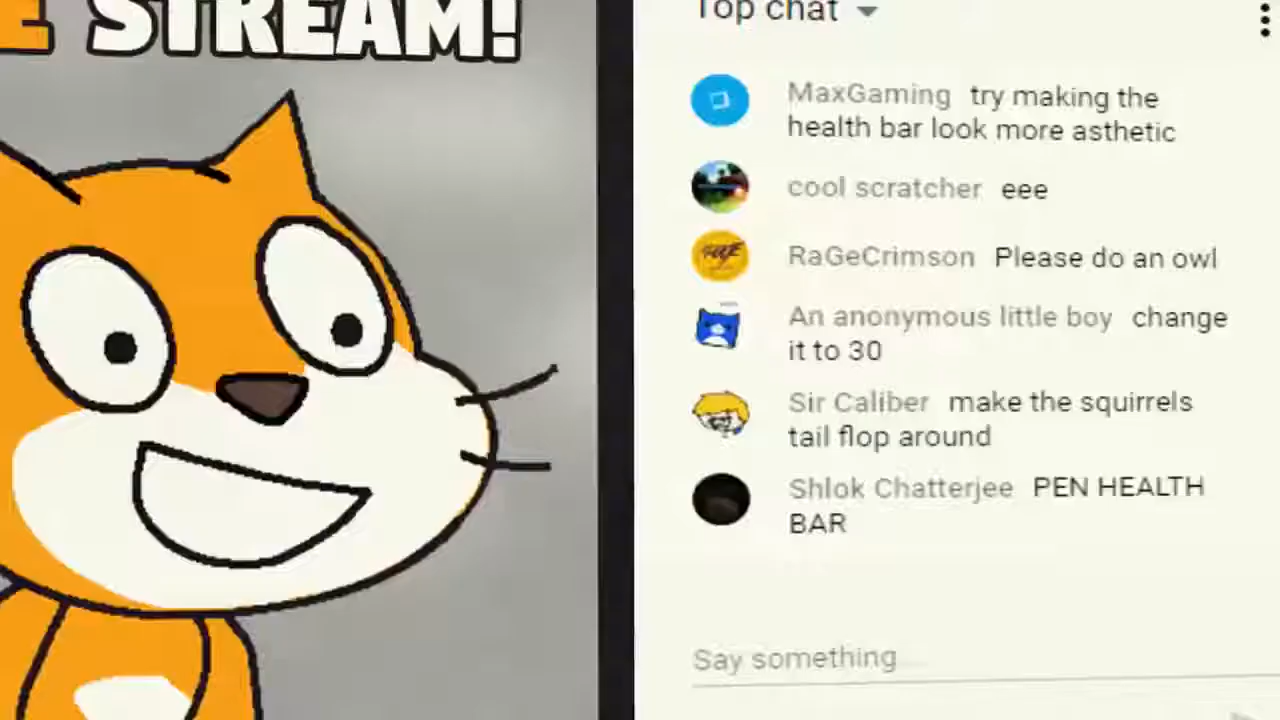 E STREAM!
Top chat
MaxGaming try making the
health bar look more asthetic
cool scratcher eee
RaGeCrimson Please do an owl
An anonymous little boy change
it to 30
Sir Caliber make the squirrels
tail flop around
Shlok Chatterjee PEN HEALTH
BAR
Say something...